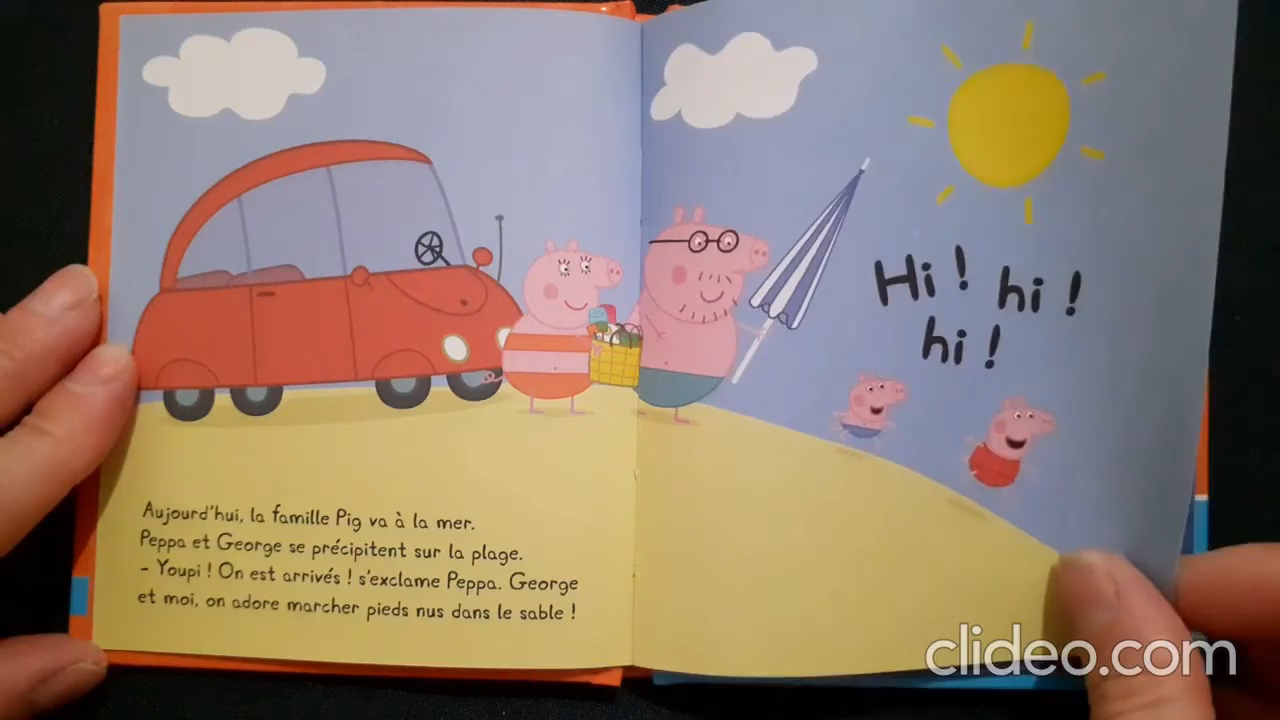 Aujourd'hui, la famille Pig va à la mer.
Peppa et George se précipitent sur la plage.
- Youpi ! On est arrivés ! s'exclame Peppa. George
et moi, on adore marcher pieds nus dans le sable !
Hi ! hi !
hi !
clideo.com